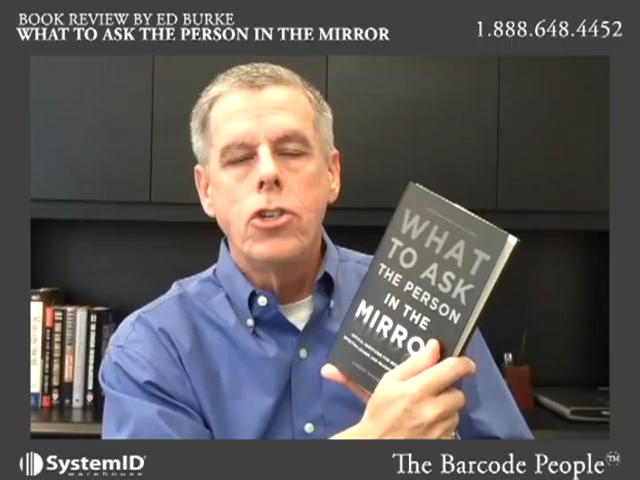 BOOK REVIEW BY ED BURKE
WHAT TO ASK THE PERSON IN THE MIRROR
1.888.648.4452
WHAT
TO ASK
THE PERSON
IN THE
MIRRO
SystemID
warehouse
The Barcode People™